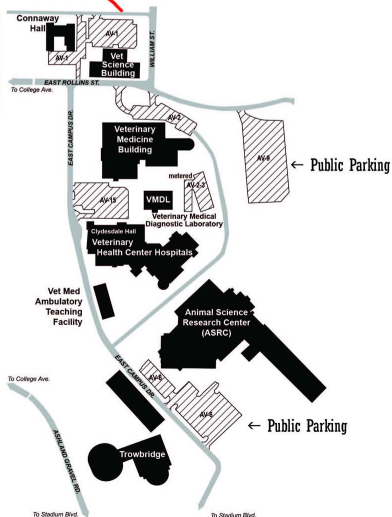 Connaway
Hall
AV-1
AV-1
Vet
Science
Building
WILLIAM ST.
EAST ROLLINS ST.
To College Ave.
EAST CAMPUS DR.
AV-2
Veterinary
Medicine
Building
AV-9
← Public Parking
metered
AV-2-3
AV-15
VMDL
Veterinary Medical
Diagnostic Laboratory
Clydesdale Hall
Veterinary
Health Center Hospitals
Vet Med
Ambulatory
Teaching
Facility
Animal Science
Research Center
(ASRC)
EAST CAMPUS DR.
To College Ave.
AV-6
AV-8
← Public Parking
ASHLAND GRAVEL RD.
Trowbridge
To Stadium Blvd.
To Stadium Blvd.